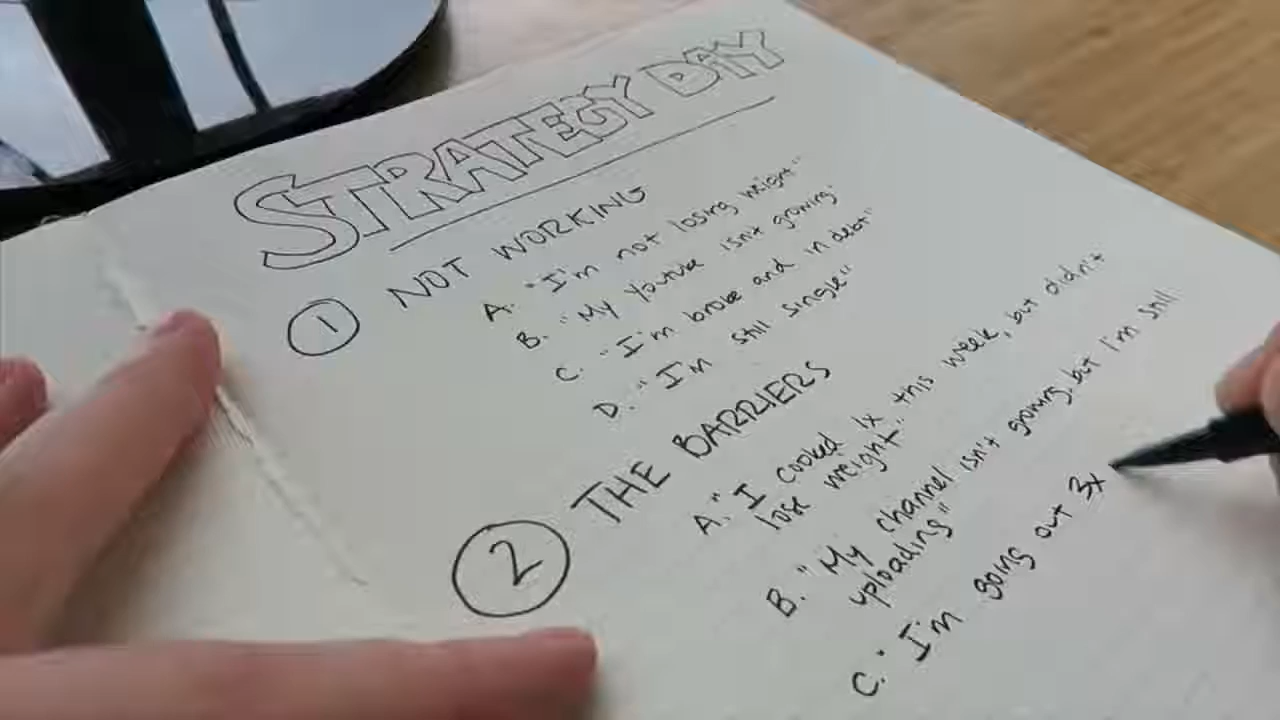 STRATEGY DAY
1 NOT WORKING
A. "I'm not losing weight"
B. "My Youtube isn't growing"
C. "I'm broke and in debt"
D. "I'm still single"
2 THE BARRIERS
A. "I cooked 1x this week, but didn't
lose weight"
B. "My channel isn't growing, but I'm still
uploading"
C. "I'm going out 3x